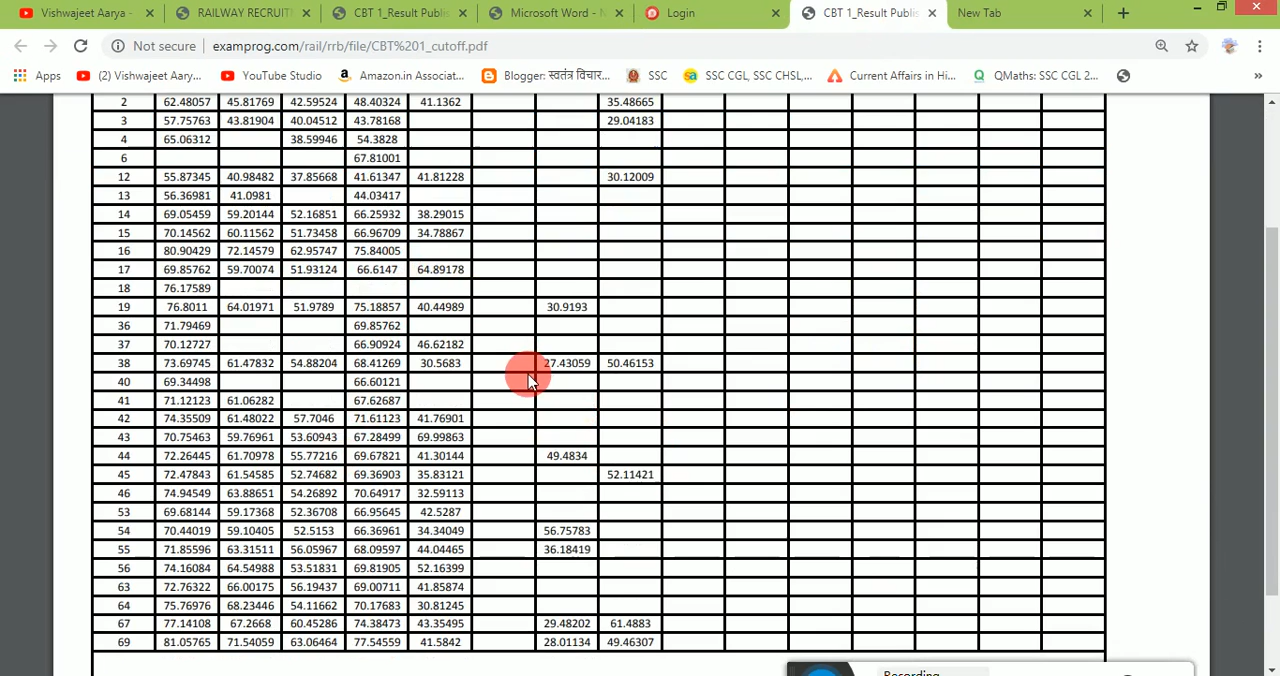 Vishwajeet Aarya - 
RAILWAY RECRUIT
CBT 1_Result Publis
Microsoft Word - N
Login
CBT 1_Result Publis
New Tab
Not secure examprog.com/rail/rrb/file/CBT%201_cutoff.pdf
Apps (2) Vishwajeet Aary... YouTube Studio Amazon.in Associat... Blogger: स्वतंत्र विचार... SSC SSC CGL, SSC CHSL,... Current Affairs in Hi... QMaths: SSC CGL 2... »
2 62.48057 45.81769 42.59524 48.40324 41.1362 35.48665
3 57.75763 43.81904 40.04512 43.78168 29.04183
4 65.06312 38.59946 54.3828
6 67.81001
12 55.87345 40.98482 37.85668 41.61347 41.81228 30.12009
13 56.36981 41.0981 44.03417
14 69.05459 59.20144 52.16851 66.25932 38.29015
15 70.14562 60.11562 51.73458 66.96709 34.78867
16 80.90429 72.14579 62.95747 75.84005
17 69.85762 59.70074 51.93124 66.6147 64.89178
18 76.17589
19 76.8011 64.01971 51.9789 75.18857 40.44989 30.9193
36 71.79469 69.85762
37 70.12727 66.90924 46.62182
38 73.69745 61.47832 54.88204 68.41269 30.5683 27.43059 50.46153
40 69.34498 66.60121
41 71.12123 61.06282 67.62687
42 74.35509 61.48022 57.7046 71.61123 41.76901
43 70.75463 59.76961 53.60943 67.28499 69.99863
44 72.26445 61.70978 55.77216 69.67821 41.30144 49.4834
45 72.47843 61.54585 52.74682 69.36903 35.83121 52.11421
46 74.94549 63.88651 54.26892 70.64917 32.59113
53 69.68144 59.17368 52.36708 66.95645 42.5287
54 70.44019 59.10405 52.5153 66.36961 34.34049 56.75783
55 71.85596 63.31511 56.05967 68.09597 44.04465 36.18419
56 74.16084 64.54988 53.51831 69.81905 52.16399
63 72.76322 66.00175 56.19437 69.00711 41.85874
64 75.76976 68.23446 54.11662 70.17683 30.81245
67 77.14108 67.2668 60.45286 74.38473 43.35495 29.48202 61.4883
69 81.05765 71.54059 63.06464 77.54559 41.5842 28.01134 49.46307
Recording